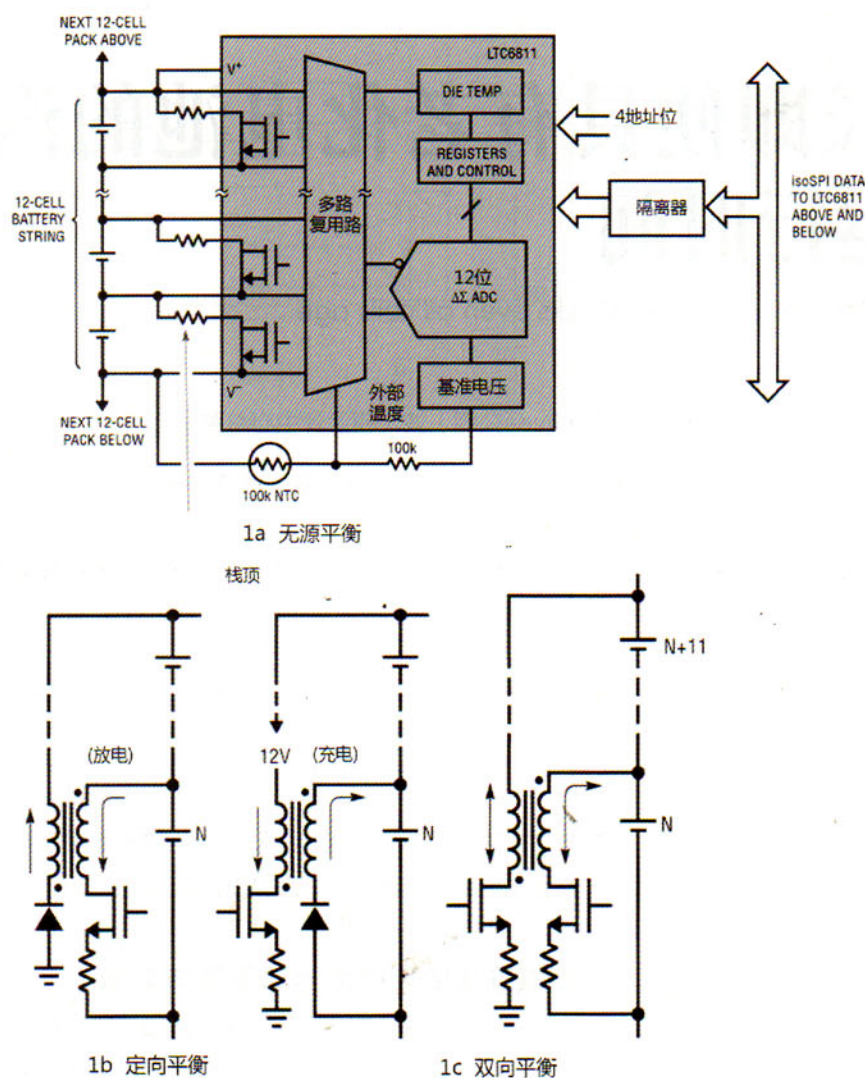 NEXT 12-CELL
PACK ABOVE
LTC6811
V+
DIE TEMP
4地址位
REGISTERS
AND CONTROL
12-CELL
BATTERY
STRING
多路
复用路
隔离器
isoSPI DATA
TO LTC6811
ABOVE AND
BELOW
12位
ΔΣ ADC
V−
外部
温度
基准电压
NEXT 12-CELL
PACK BELOW
100k NTC
100k
1a 无源平衡
栈顶
N+11
(放电)
12V
(充电)
N
N
N
1b 定向平衡
1c 双向平衡